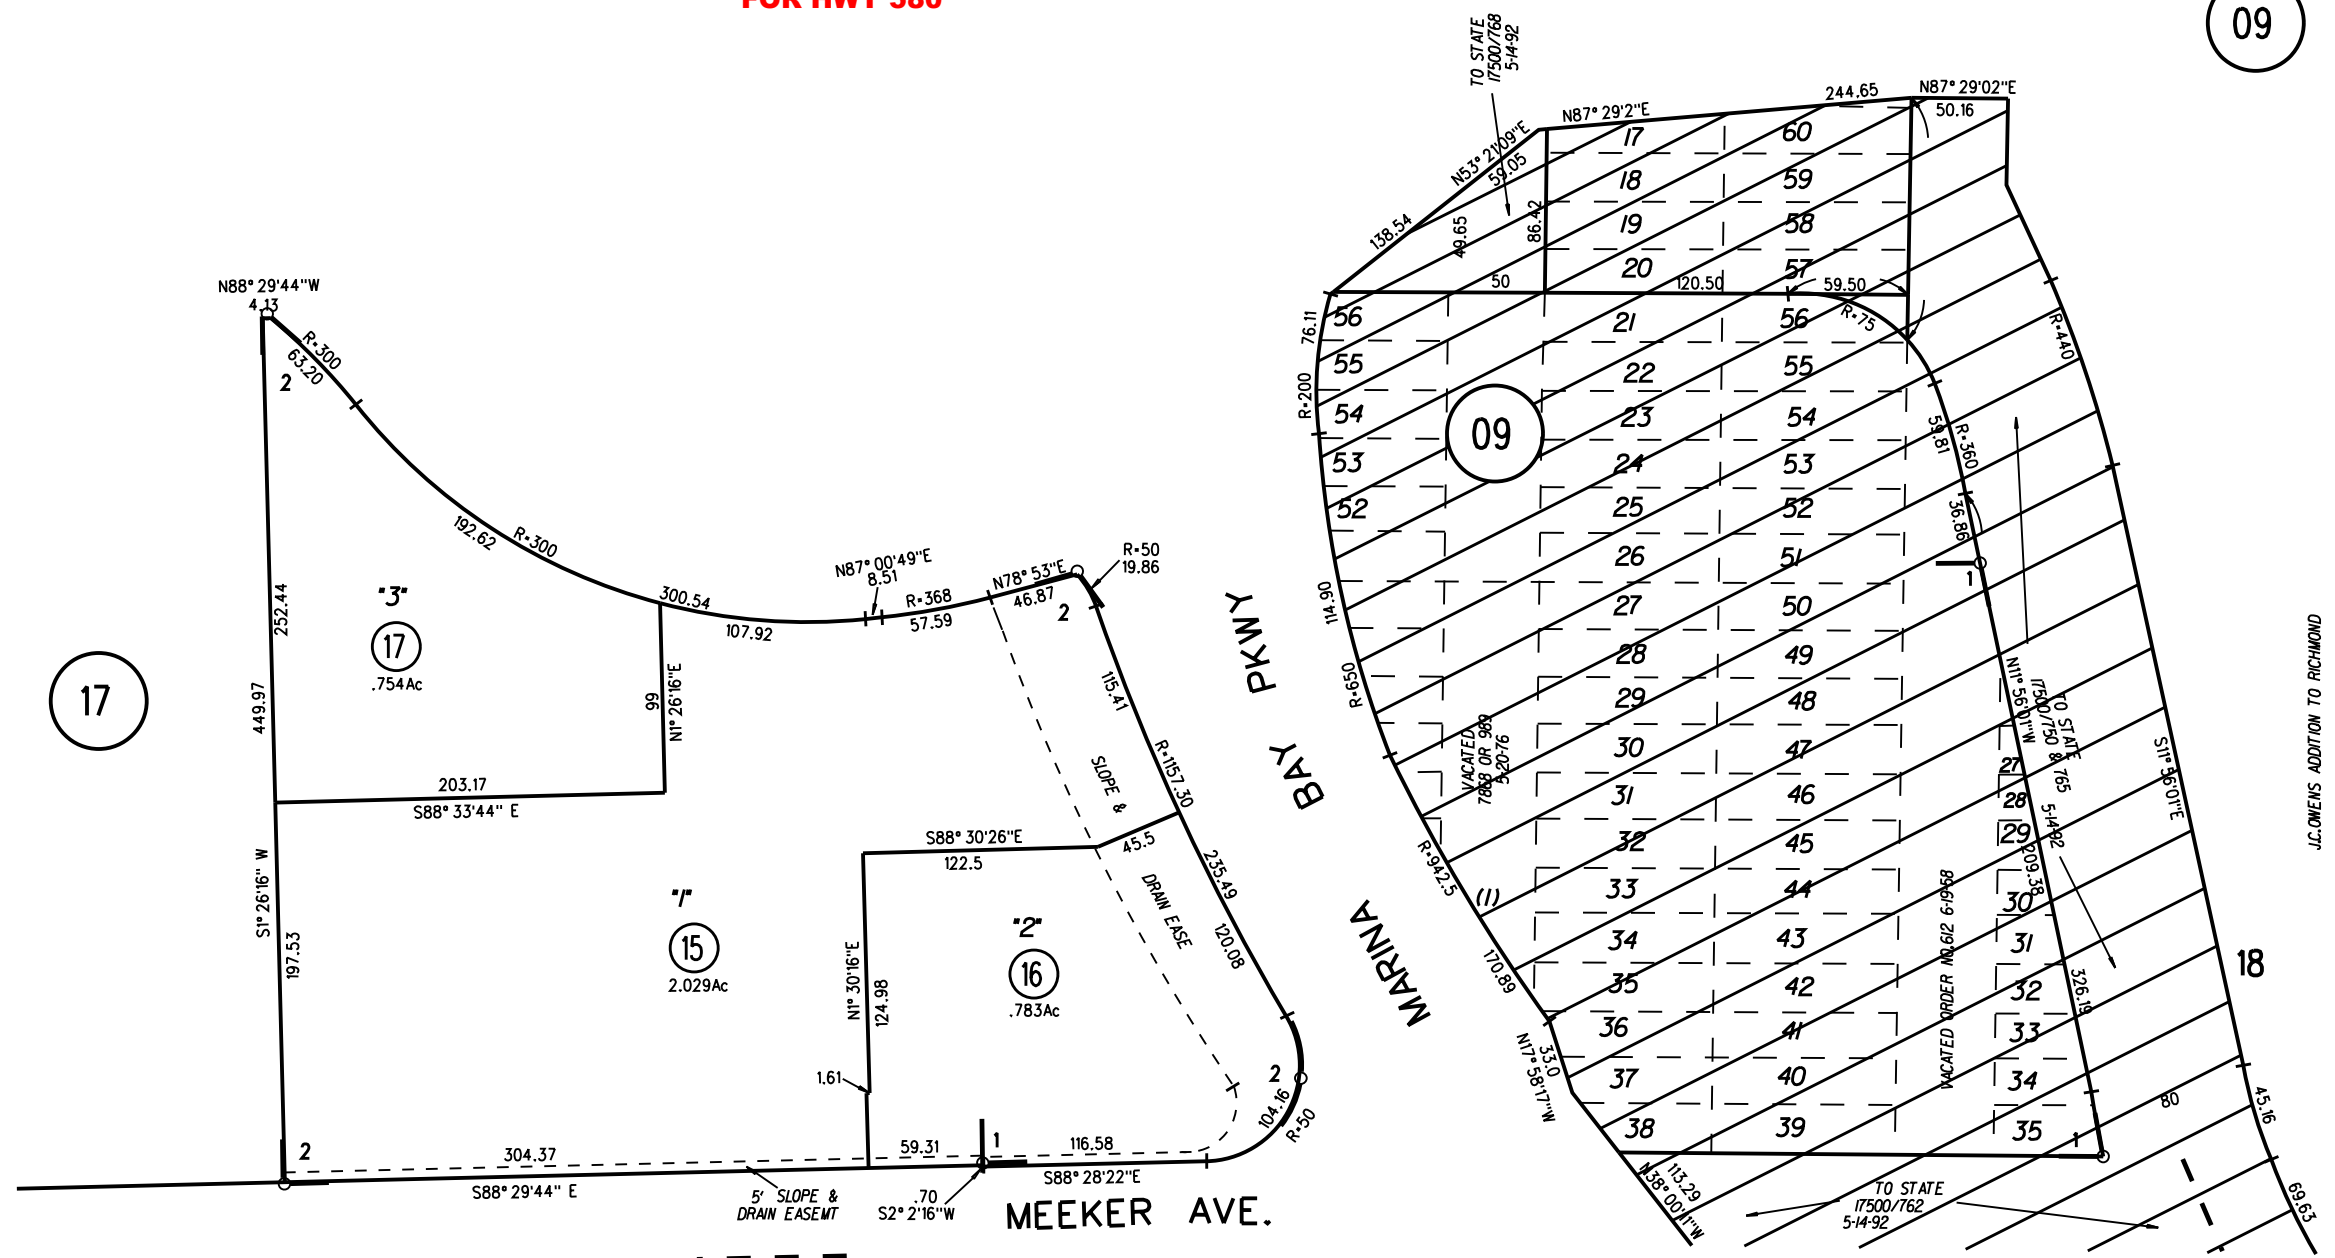 FOR HWY 580
09
TO STATE
17500/768
5-14-92
N87° 29'2"E
244.65
N87° 29'02"E
50.16
N53° 21'09"E
59.05
138.54
49.65
86.42
17
60
18
59
19
58
20
57
50
120.50
59.50
N88° 29'44"W
4.13
R=300
63.20
2
76.11
R=200
56
55
54
53
52
09
21
56
R=75
22
55
23
54
24
53
25
52
26
51
27
50
28
49
29
48
30
47
31
46
32
45
33
44
34
43
35
42
36
41
37
40
38
39
R=440
59.81
R=360
36.86
1
192.62
R=300
"3"
17
.754Ac
252.44
449.97
17
300.54
107.92
99
N1° 26'16"E
N87° 00'49"E
8.51
R=368
57.59
N78° 53'E
46.87
R=50
19.86
2
115.41
R=1157.30
SLOPE &
DRAIN EASE
203.17
S88° 33'44" E
S1° 26'16" W
197.53
"1"
15
2.029Ac
S88° 30'26"E
122.5
45.5
235.49
120.08
"2"
16
.783Ac
N1° 30'16"E
124.98
1.61
2
104.16
R=50
2
304.37
S88° 29'44" E
59.31
1
116.58
S88° 28'22"E
5' SLOPE &
DRAIN EASEMT
.70
S2° 2'16"W
MEEKER AVE.
MARINA BAY PKWY
114.90
R=650
R=942.5
(1)
170.89
33.0
N17° 58'17"W
VACATED
7868 OR 989
5-20-76
N11° 56'01"W
TO STATE
17500/750 & 765
5-14-92
27
28
29
30
31
32
33
34
35
209.38
326.19
VACATED ORDER NO.612 6-19-68
S11° 56'01"E
J.C.OWENS ADDITION TO RICHMOND
18
1
80
45.16
69.63
113.29
N38° 00'11"W
TO STATE
17500/762
5-14-92